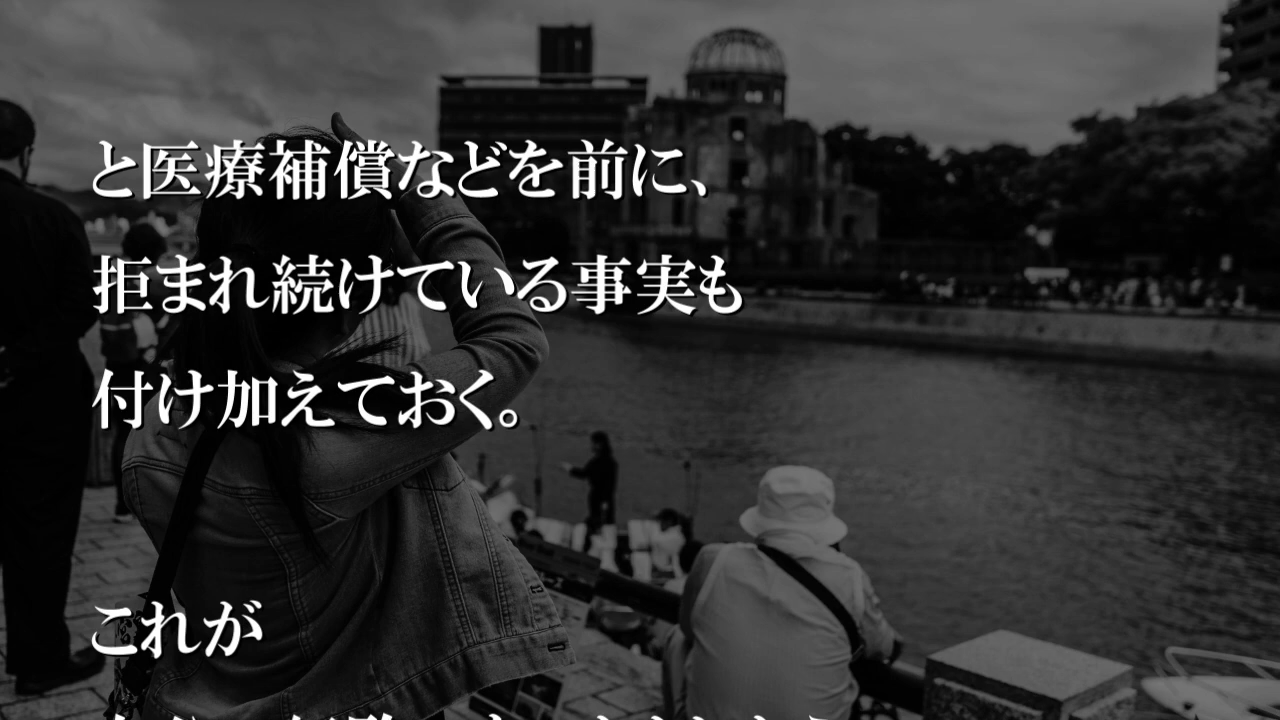 と医療補償などを前に、
拒まれ続けている事実も
付け加えておく。
これが